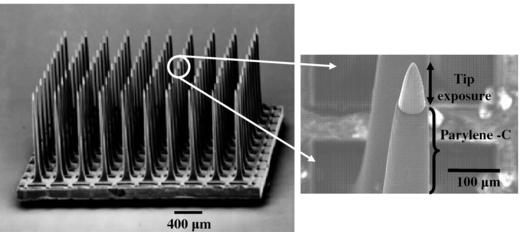 Tip
exposure
Parylene -C
100 μm
400 μm